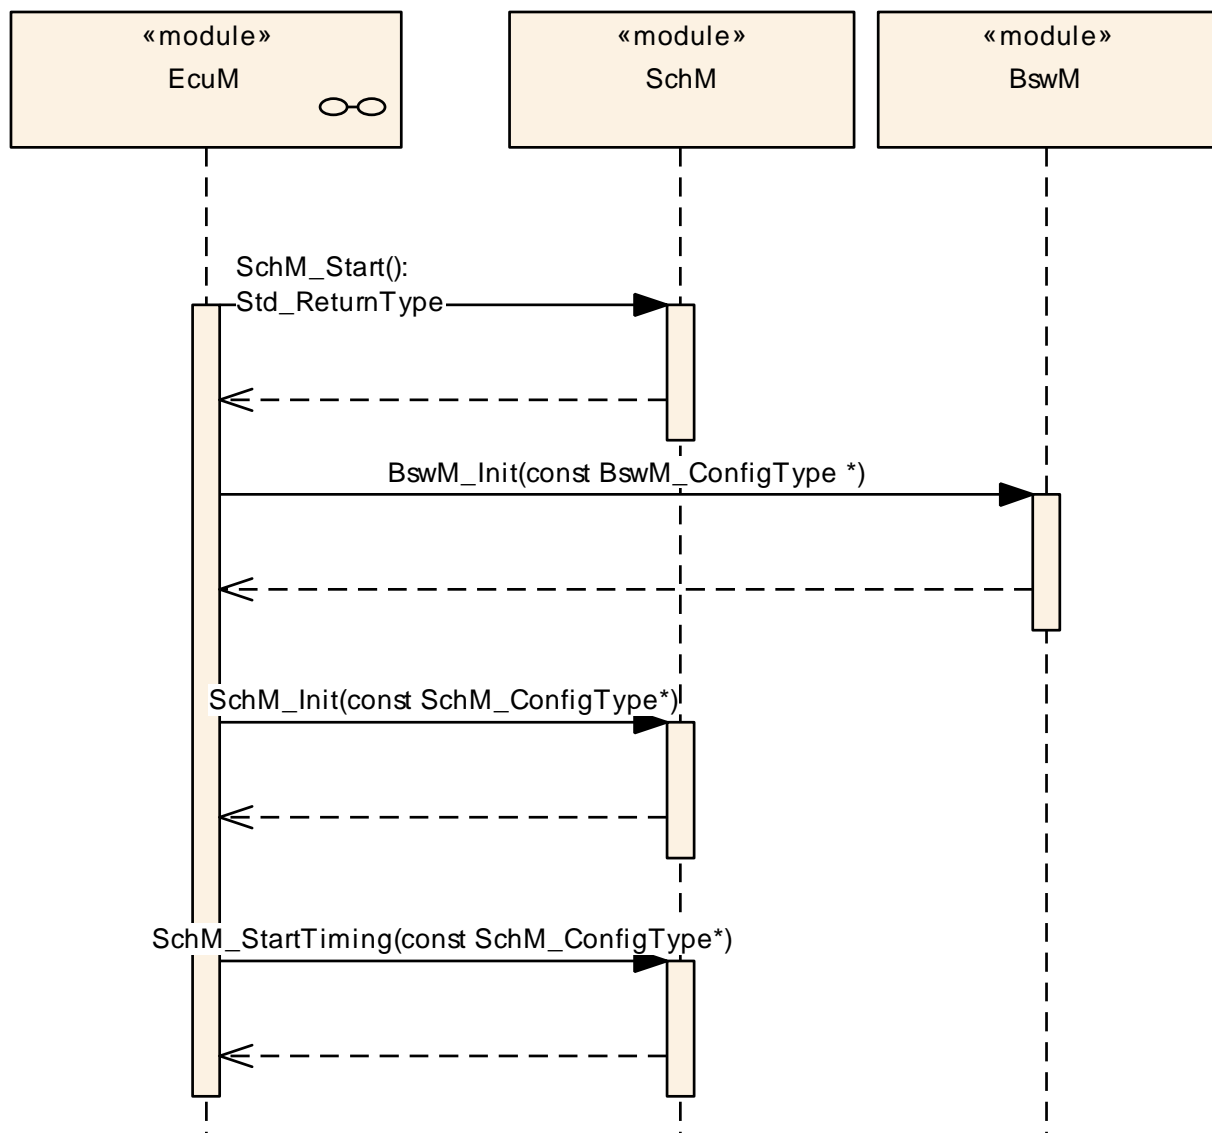 «module»
EcuM
«module»
SchM
«module»
BswM
SchM_Start():
Std_ReturnType
BswM_Init(const BswM_ConfigType *)
SchM_Init(const SchM_ConfigType*)
SchM_StartTiming(const SchM_ConfigType*)